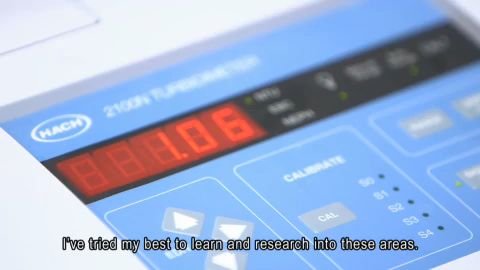 HACH
2100N TURBIDIMETER
NTU
1.06
CALIBRATE
S0
S1
CAL
S2
S3
S4
I've tried my best to learn and research into these areas.